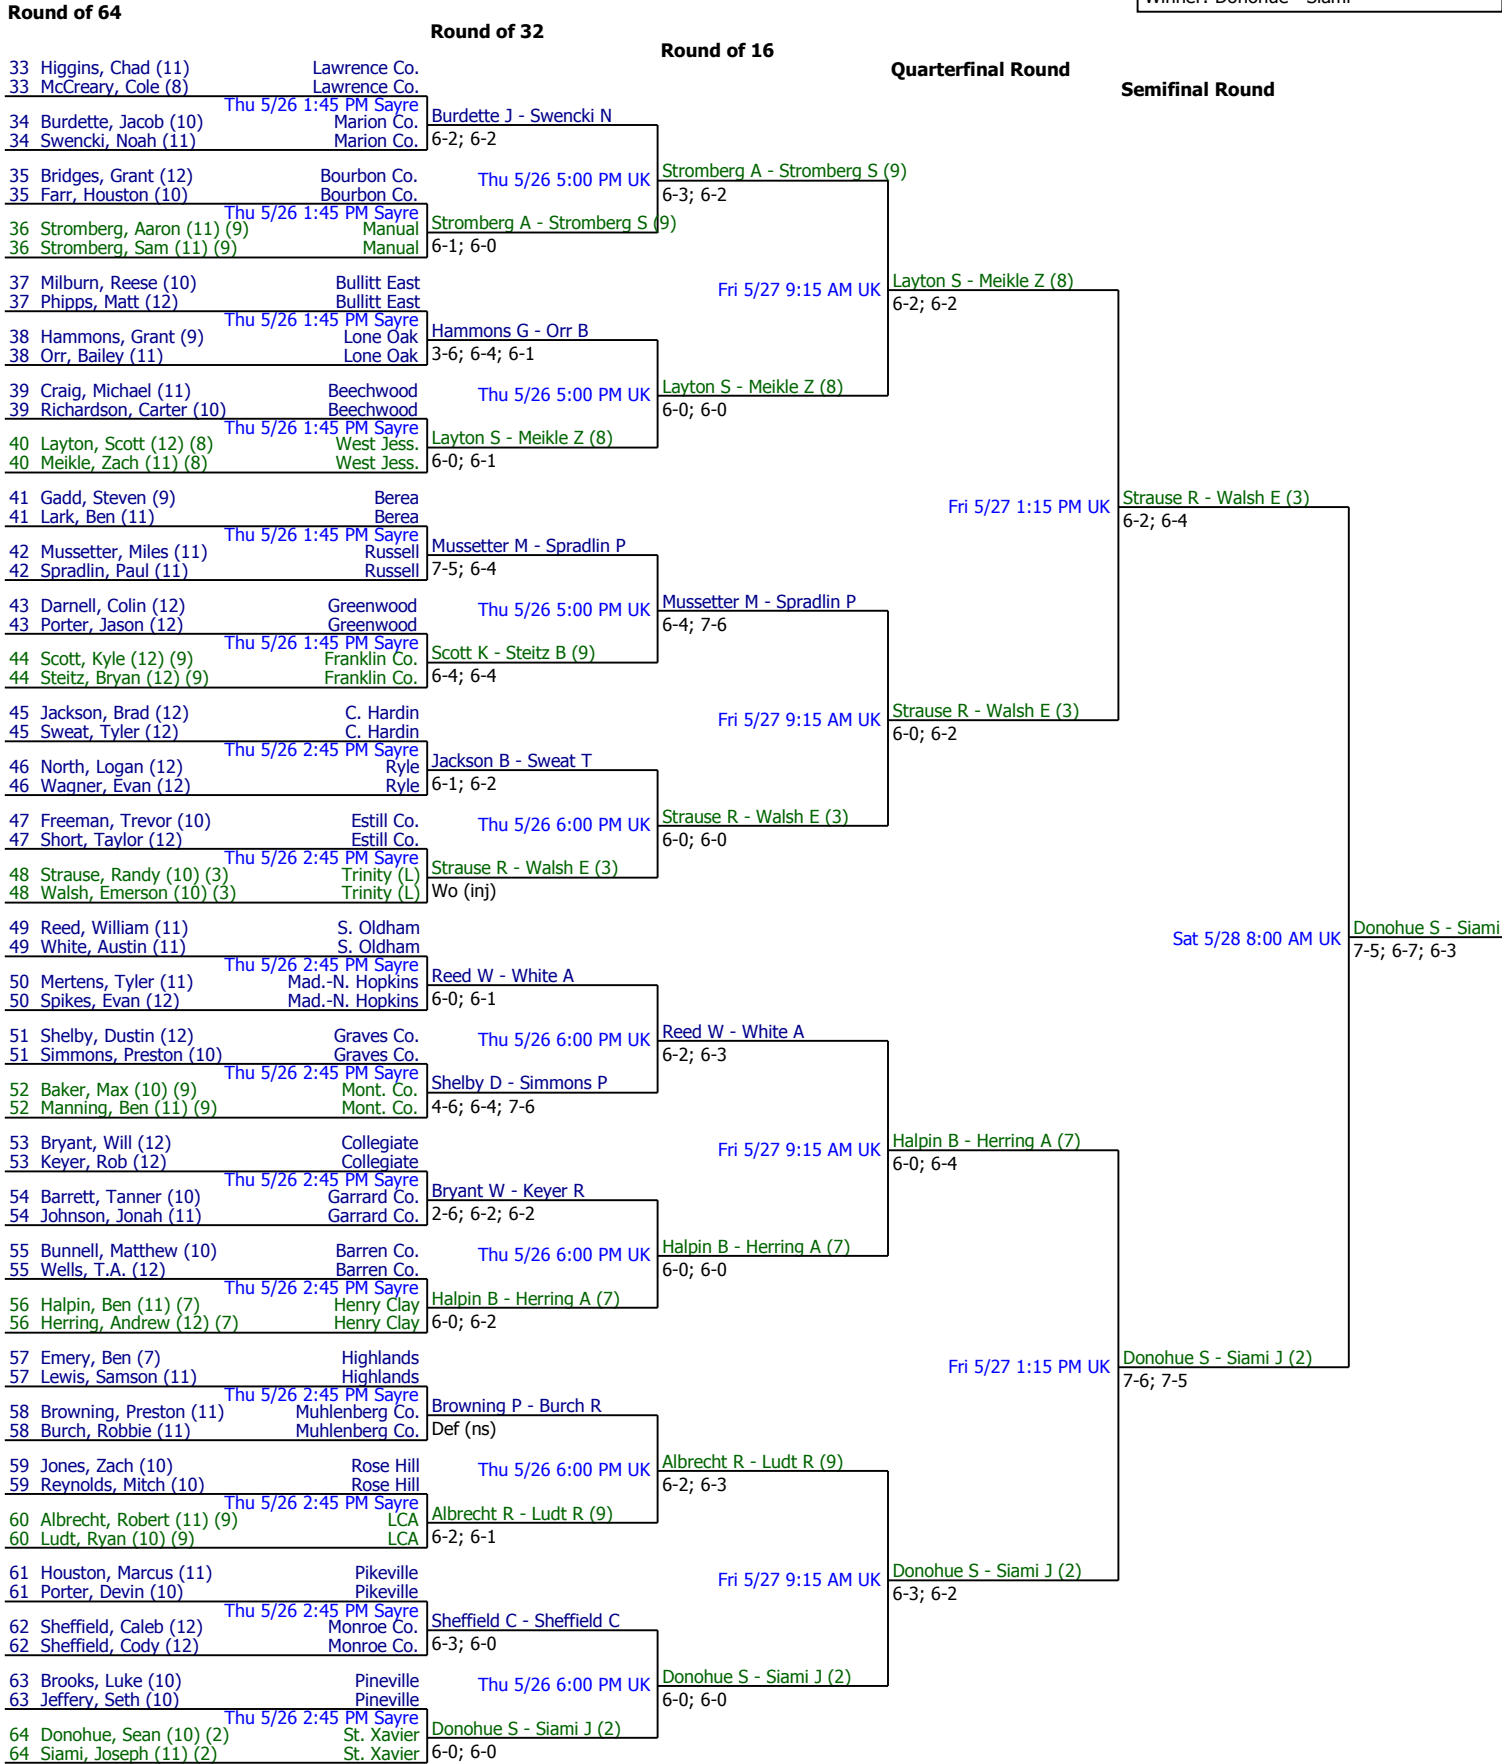 Winner: Donohue - Siami
Round of 64
Round of 32
Round of 16
Quarterfinal Round
Semifinal Round
33 Higgins, Chad (11) Lawrence Co.
33 McCreary, Cole (8) Lawrence Co.
Thu 5/26 1:45 PM Sayre
34 Burdette, Jacob (10) Marion Co.
34 Swencki, Noah (11) Marion Co.
Burdette J - Swencki N
6-2; 6-2
35 Bridges, Grant (12) Bourbon Co.
35 Farr, Houston (10) Bourbon Co.
Thu 5/26 1:45 PM Sayre
36 Stromberg, Aaron (11) (9) Manual
36 Stromberg, Sam (11) (9) Manual
Stromberg A - Stromberg S (9)
6-1; 6-0
Thu 5/26 5:00 PM UK
Stromberg A - Stromberg S (9)
6-3; 6-2
37 Milburn, Reese (10) Bullitt East
37 Phipps, Matt (12) Bullitt East
Thu 5/26 1:45 PM Sayre
38 Hammons, Grant (9) Lone Oak
38 Orr, Bailey (11) Lone Oak
Hammons G - Orr B
3-6; 6-4; 6-1
39 Craig, Michael (11) Beechwood
39 Richardson, Carter (10) Beechwood
Thu 5/26 1:45 PM Sayre
40 Layton, Scott (12) (8) West Jess.
40 Meikle, Zach (11) (8) West Jess.
Layton S - Meikle Z (8)
6-0; 6-1
Thu 5/26 5:00 PM UK
Layton S - Meikle Z (8)
6-0; 6-0
Fri 5/27 9:15 AM UK
Layton S - Meikle Z (8)
6-2; 6-2
41 Gadd, Steven (9) Berea
41 Lark, Ben (11) Berea
Thu 5/26 1:45 PM Sayre
42 Mussetter, Miles (11) Russell
42 Spradlin, Paul (11) Russell
Mussetter M - Spradlin P
7-5; 6-4
43 Darnell, Colin (12) Greenwood
43 Porter, Jason (12) Greenwood
Thu 5/26 1:45 PM Sayre
44 Scott, Kyle (12) (9) Franklin Co.
44 Steitz, Bryan (12) (9) Franklin Co.
Scott K - Steitz B (9)
6-4; 6-4
Thu 5/26 5:00 PM UK
Mussetter M - Spradlin P
6-4; 7-6
45 Jackson, Brad (12) C. Hardin
45 Sweat, Tyler (12) C. Hardin
Thu 5/26 2:45 PM Sayre
46 North, Logan (12) Ryle
46 Wagner, Evan (12) Ryle
Jackson B - Sweat T
6-1; 6-2
47 Freeman, Trevor (10) Estill Co.
47 Short, Taylor (12) Estill Co.
Thu 5/26 2:45 PM Sayre
48 Strause, Randy (10) (3) Trinity (L)
48 Walsh, Emerson (10) (3) Trinity (L)
Strause R - Walsh E (3)
Wo (inj)
Thu 5/26 6:00 PM UK
Strause R - Walsh E (3)
6-0; 6-0
Fri 5/27 9:15 AM UK
Strause R - Walsh E (3)
6-0; 6-2
Fri 5/27 1:15 PM UK
Strause R - Walsh E (3)
6-2; 6-4
49 Reed, William (11) S. Oldham
49 White, Austin (11) S. Oldham
Thu 5/26 2:45 PM Sayre
50 Mertens, Tyler (11) Mad.-N. Hopkins
50 Spikes, Evan (12) Mad.-N. Hopkins
Reed W - White A
6-0; 6-1
51 Shelby, Dustin (12) Graves Co.
51 Simmons, Preston (10) Graves Co.
Thu 5/26 2:45 PM Sayre
52 Baker, Max (10) (9) Mont. Co.
52 Manning, Ben (11) (9) Mont. Co.
Shelby D - Simmons P
4-6; 6-4; 7-6
Thu 5/26 6:00 PM UK
Reed W - White A
6-2; 6-3
53 Bryant, Will (12) Collegiate
53 Keyer, Rob (12) Collegiate
Thu 5/26 2:45 PM Sayre
54 Barrett, Tanner (10) Garrard Co.
54 Johnson, Jonah (11) Garrard Co.
Bryant W - Keyer R
2-6; 6-2; 6-2
55 Bunnell, Matthew (10) Barren Co.
55 Wells, T.A. (12) Barren Co.
Thu 5/26 2:45 PM Sayre
56 Halpin, Ben (11) (7) Henry Clay
56 Herring, Andrew (12) (7) Henry Clay
Halpin B - Herring A (7)
6-0; 6-2
Thu 5/26 6:00 PM UK
Halpin B - Herring A (7)
6-0; 6-0
Fri 5/27 9:15 AM UK
Halpin B - Herring A (7)
6-0; 6-4
57 Emery, Ben (7) Highlands
57 Lewis, Samson (11) Highlands
Thu 5/26 2:45 PM Sayre
58 Browning, Preston (11) Muhlenberg Co.
58 Burch, Robbie (11) Muhlenberg Co.
Browning P - Burch R
Def (ns)
59 Jones, Zach (10) Rose Hill
59 Reynolds, Mitch (10) Rose Hill
Thu 5/26 2:45 PM Sayre
60 Albrecht, Robert (11) (9) LCA
60 Ludt, Ryan (10) (9) LCA
Albrecht R - Ludt R (9)
6-2; 6-1
Thu 5/26 6:00 PM UK
Albrecht R - Ludt R (9)
6-2; 6-3
61 Houston, Marcus (11) Pikeville
61 Porter, Devin (10) Pikeville
Thu 5/26 2:45 PM Sayre
62 Sheffield, Caleb (12) Monroe Co.
62 Sheffield, Cody (12) Monroe Co.
Sheffield C - Sheffield C
6-3; 6-0
63 Brooks, Luke (10) Pineville
63 Jeffery, Seth (10) Pineville
Thu 5/26 2:45 PM Sayre
64 Donohue, Sean (10) (2) St. Xavier
64 Siami, Joseph (11) (2) St. Xavier
Donohue S - Siami J (2)
6-0; 6-0
Thu 5/26 6:00 PM UK
Donohue S - Siami J (2)
6-0; 6-0
Fri 5/27 9:15 AM UK
Donohue S - Siami J (2)
6-3; 6-2
Fri 5/27 1:15 PM UK
Donohue S - Siami J (2)
7-6; 7-5
Sat 5/28 8:00 AM UK
Donohue S - Siami
7-5; 6-7; 6-3